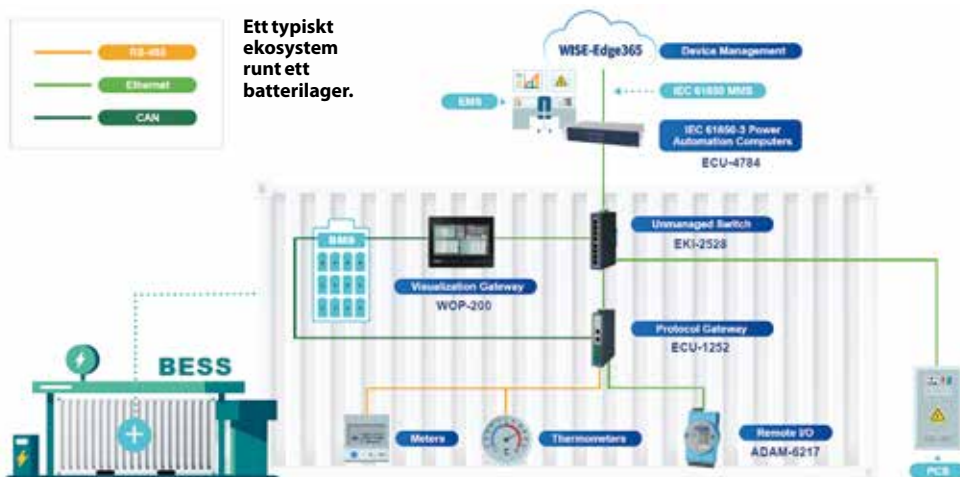 RS-485
Ethernet
CAN
Ett typiskt
ekosystem
runt ett
batterilager.
WISE-Edge365
Device Management
EMS
IEC 61850 MMS
IEC 61850-3 Power
Automation Computers
ECU-4784
BMS
Unmanaged Switch
EKI-2528
Visualization Gateway
WOP-200
Protocol Gateway
ECU-1252
BESS
Meters
Thermometers
Remote I/O
ADAM-6217
PCS